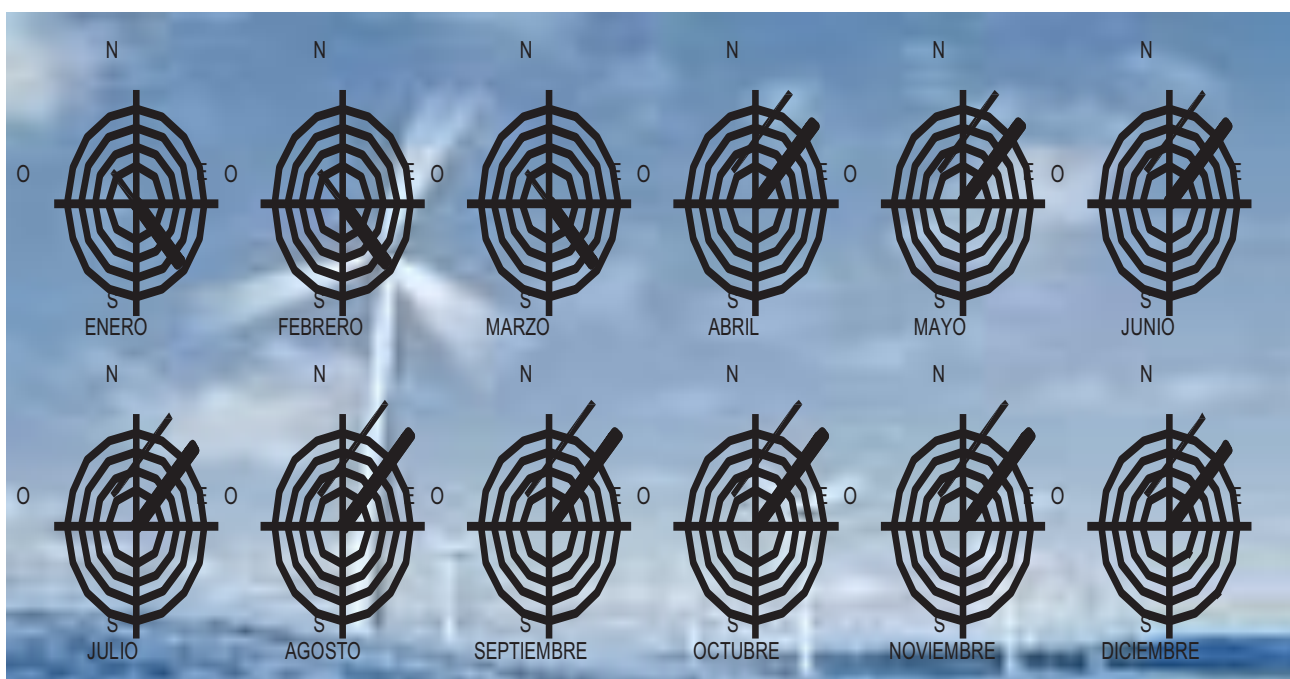 N N N N N N
O E O E O E O E O E O E
S S S S S S
ENERO FEBRERO MARZO ABRIL MAYO JUNIO
N N N N N N
O E O E O E O E O E O E
S S S S S S
JULIO AGOSTO SEPTIEMBRE OCTUBRE NOVIEMBRE DICIEMBRE